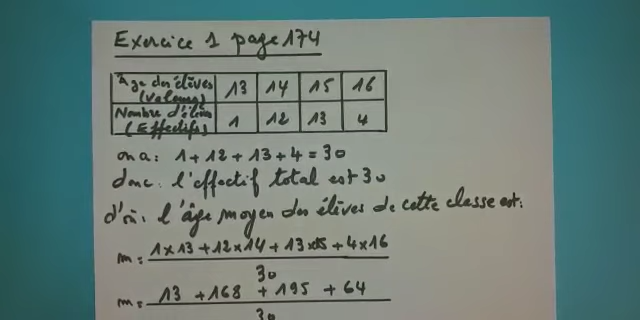 Exercice 1 page 174
Âge des élèves (Valeurs) 13 14 15 16
Nombre d'élèves (Effectifs) 1 12 13 4
on a: 1+12+13+4=30
donc: l'effectif total est 30
d'où: l'âge moyen des élèves de cette classe est:
m = 1×13+12×14+13×15+4×16
30
m = 13 +168 +195 +64
30